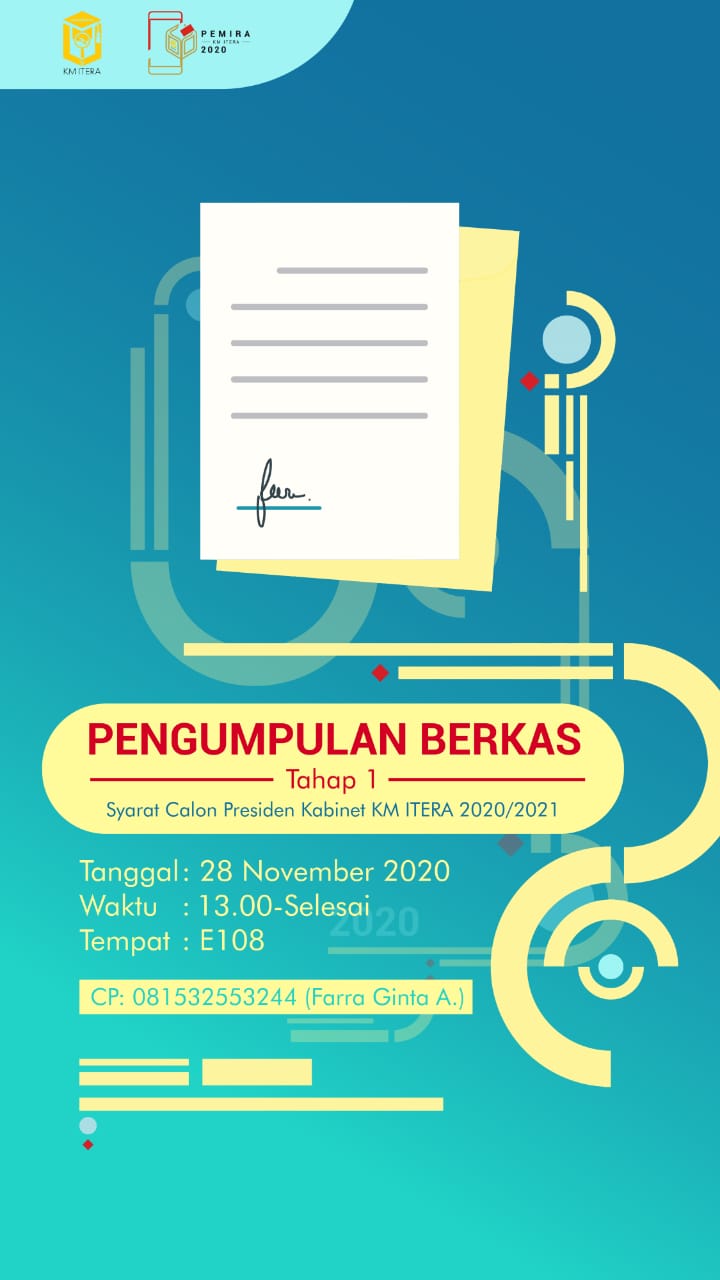 KM ITERA
PEMIRA
KM ITERA
2020
PENGUMPULAN BERKAS
Tahap 1
Syarat Calon Presiden Kabinet KM ITERA 2020/2021
Tanggal : 28 November 2020
Waktu : 13.00-Selesai
2020
Tempat : E108
CP: 081532553244 (Farra Ginta A.)